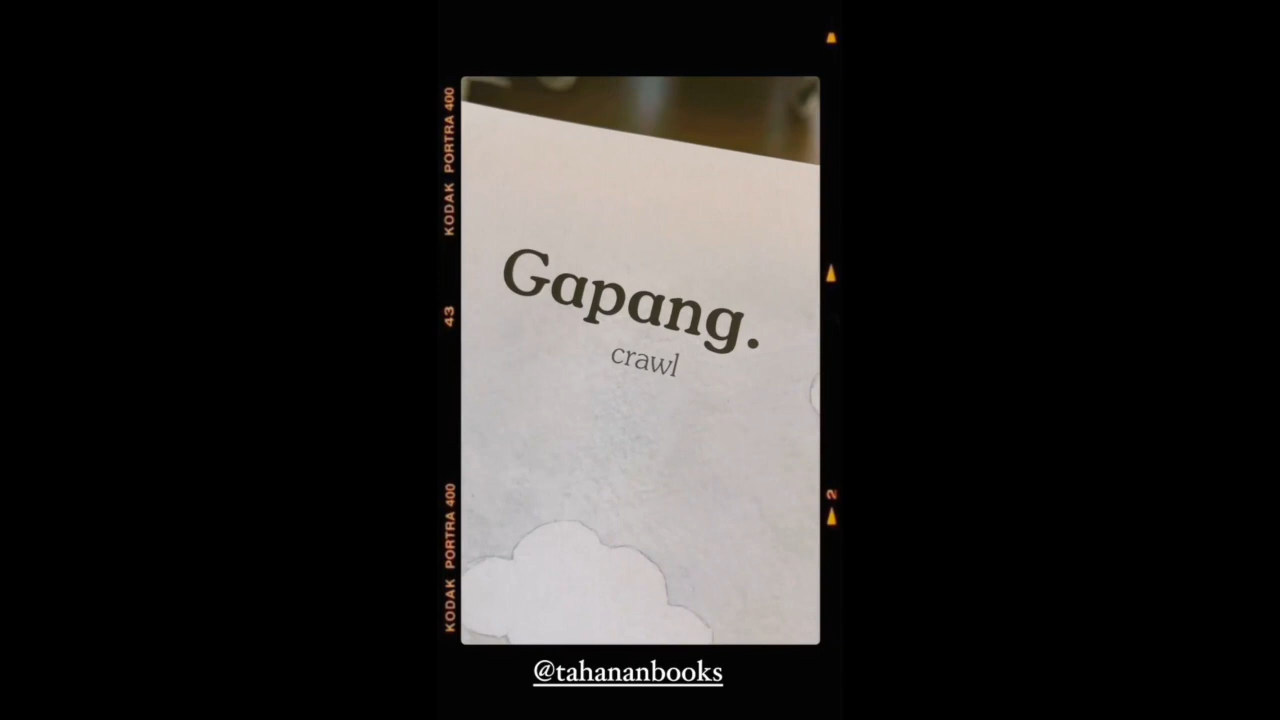 KODAK PORTRA 400
43
KODAK PORTRA 400
Gapang.
crawl
2
@tahananbooks